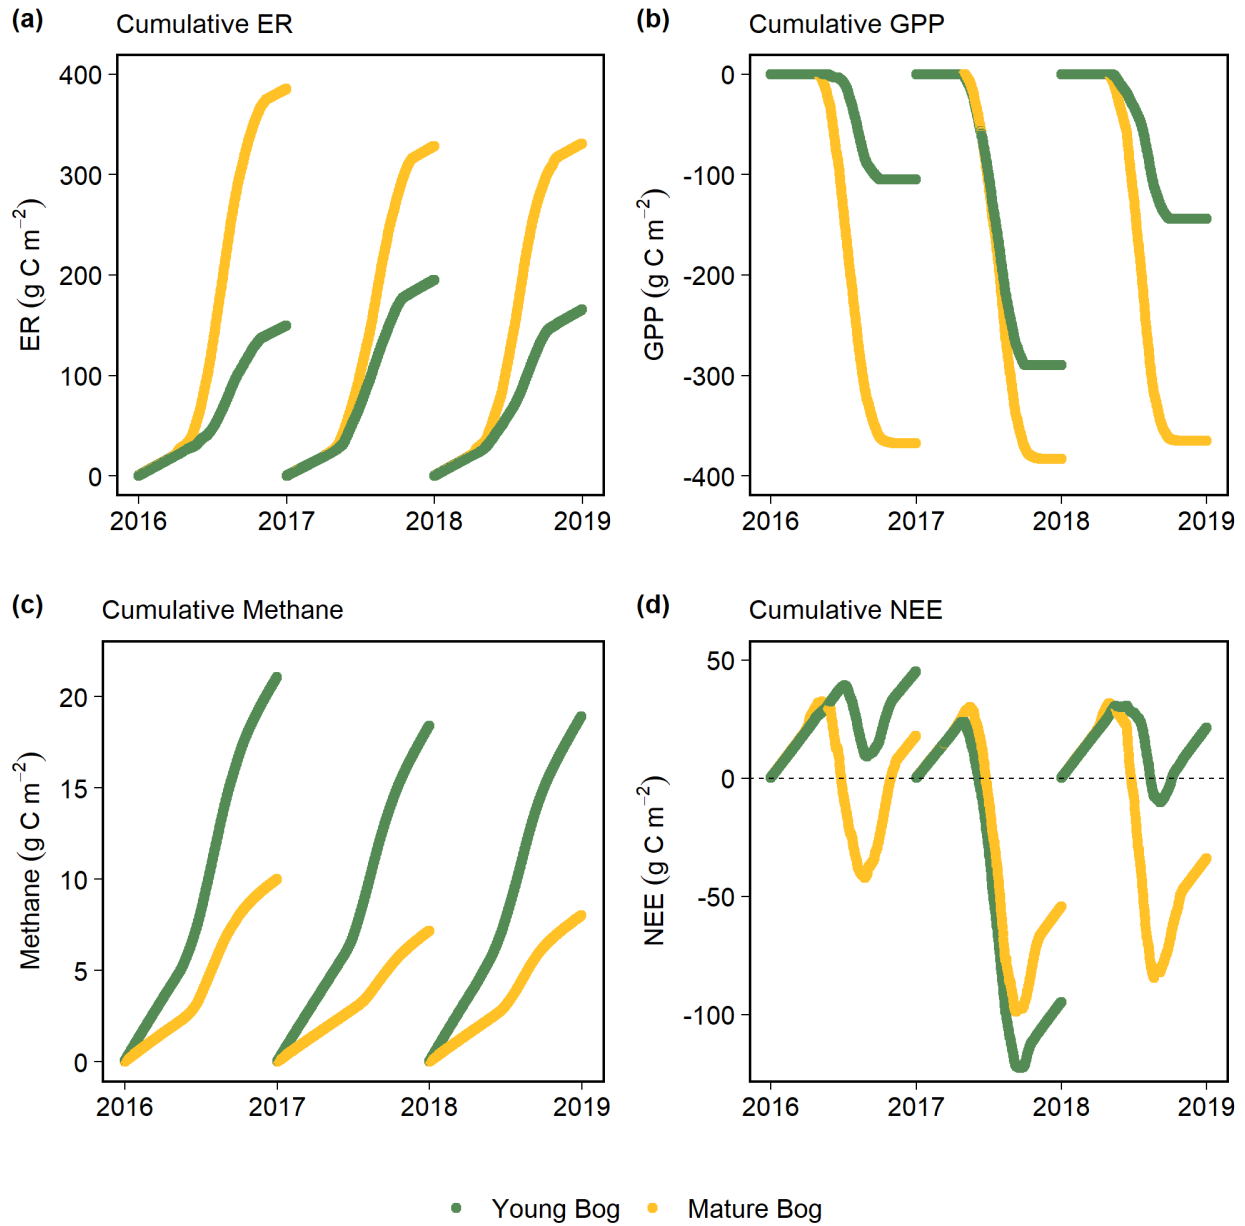 (a) Cumulative ER
ER (g C m⁻²)
400
300
200
100
0
2016 2017 2018 2019
(b) Cumulative GPP
GPP (g C m⁻²)
0
-100
-200
-300
-400
2016 2017 2018 2019
(c) Cumulative Methane
Methane (g C m⁻²)
20
15
10
5
0
2016 2017 2018 2019
(d) Cumulative NEE
NEE (g C m⁻²)
50
0
-50
-100
2016 2017 2018 2019
Young Bog Mature Bog